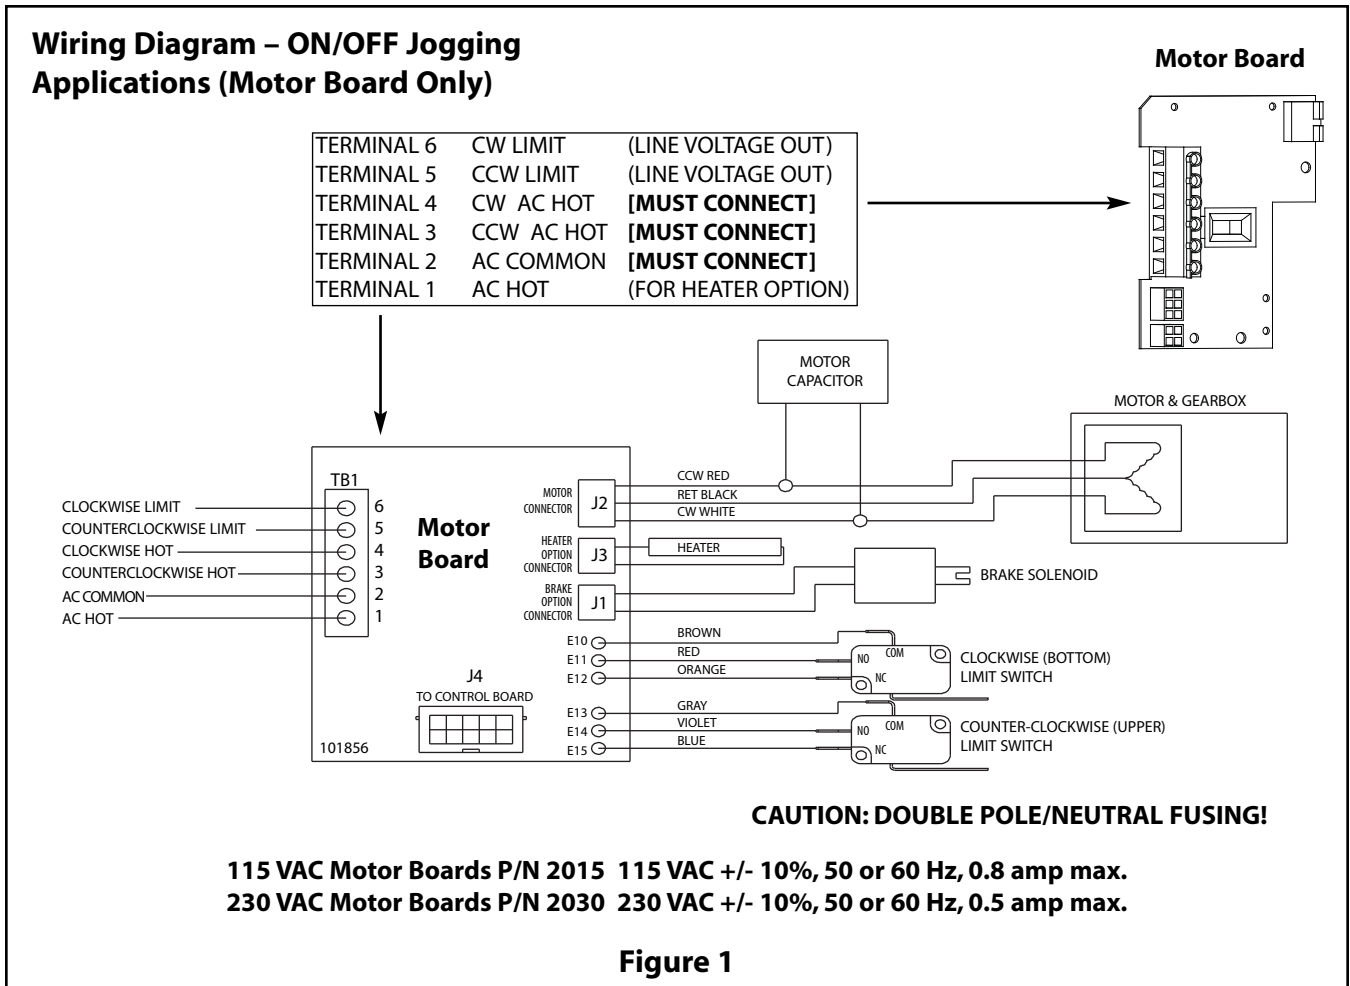 Wiring Diagram – ON/OFF Jogging
Applications (Motor Board Only)
Motor Board
TERMINAL 6 CW LIMIT (LINE VOLTAGE OUT)
TERMINAL 5 CCW LIMIT (LINE VOLTAGE OUT)
TERMINAL 4 CW AC HOT [MUST CONNECT]
TERMINAL 3 CCW AC HOT [MUST CONNECT]
TERMINAL 2 AC COMMON [MUST CONNECT]
TERMINAL 1 AC HOT (FOR HEATER OPTION)
MOTOR
CAPACITOR
MOTOR & GEARBOX
TB1
CLOCKWISE LIMIT 6
COUNTERCLOCKWISE LIMIT 5
CLOCKWISE HOT 4
COUNTERCLOCKWISE HOT 3
AC COMMON 2
AC HOT 1
Motor
Board
MOTOR
CONNECTOR
J2
CCW RED
RET BLACK
CW WHITE
HEATER
OPTION
CONNECTOR
J3
HEATER
BRAKE
OPTION
CONNECTOR
J1
BRAKE SOLENOID
E10 BROWN
E11 RED
E12 ORANGE
COM
NO
NC
CLOCKWISE (BOTTOM)
LIMIT SWITCH
J4
TO CONTROL BOARD
E13 GRAY
E14 VIOLET
E15 BLUE
COM
NO
NC
COUNTER-CLOCKWISE (UPPER)
LIMIT SWITCH
101856
CAUTION: DOUBLE POLE/NEUTRAL FUSING!
115 VAC Motor Boards P/N 2015 115 VAC +/- 10%, 50 or 60 Hz, 0.8 amp max.
230 VAC Motor Boards P/N 2030 230 VAC +/- 10%, 50 or 60 Hz, 0.5 amp max.
Figure 1